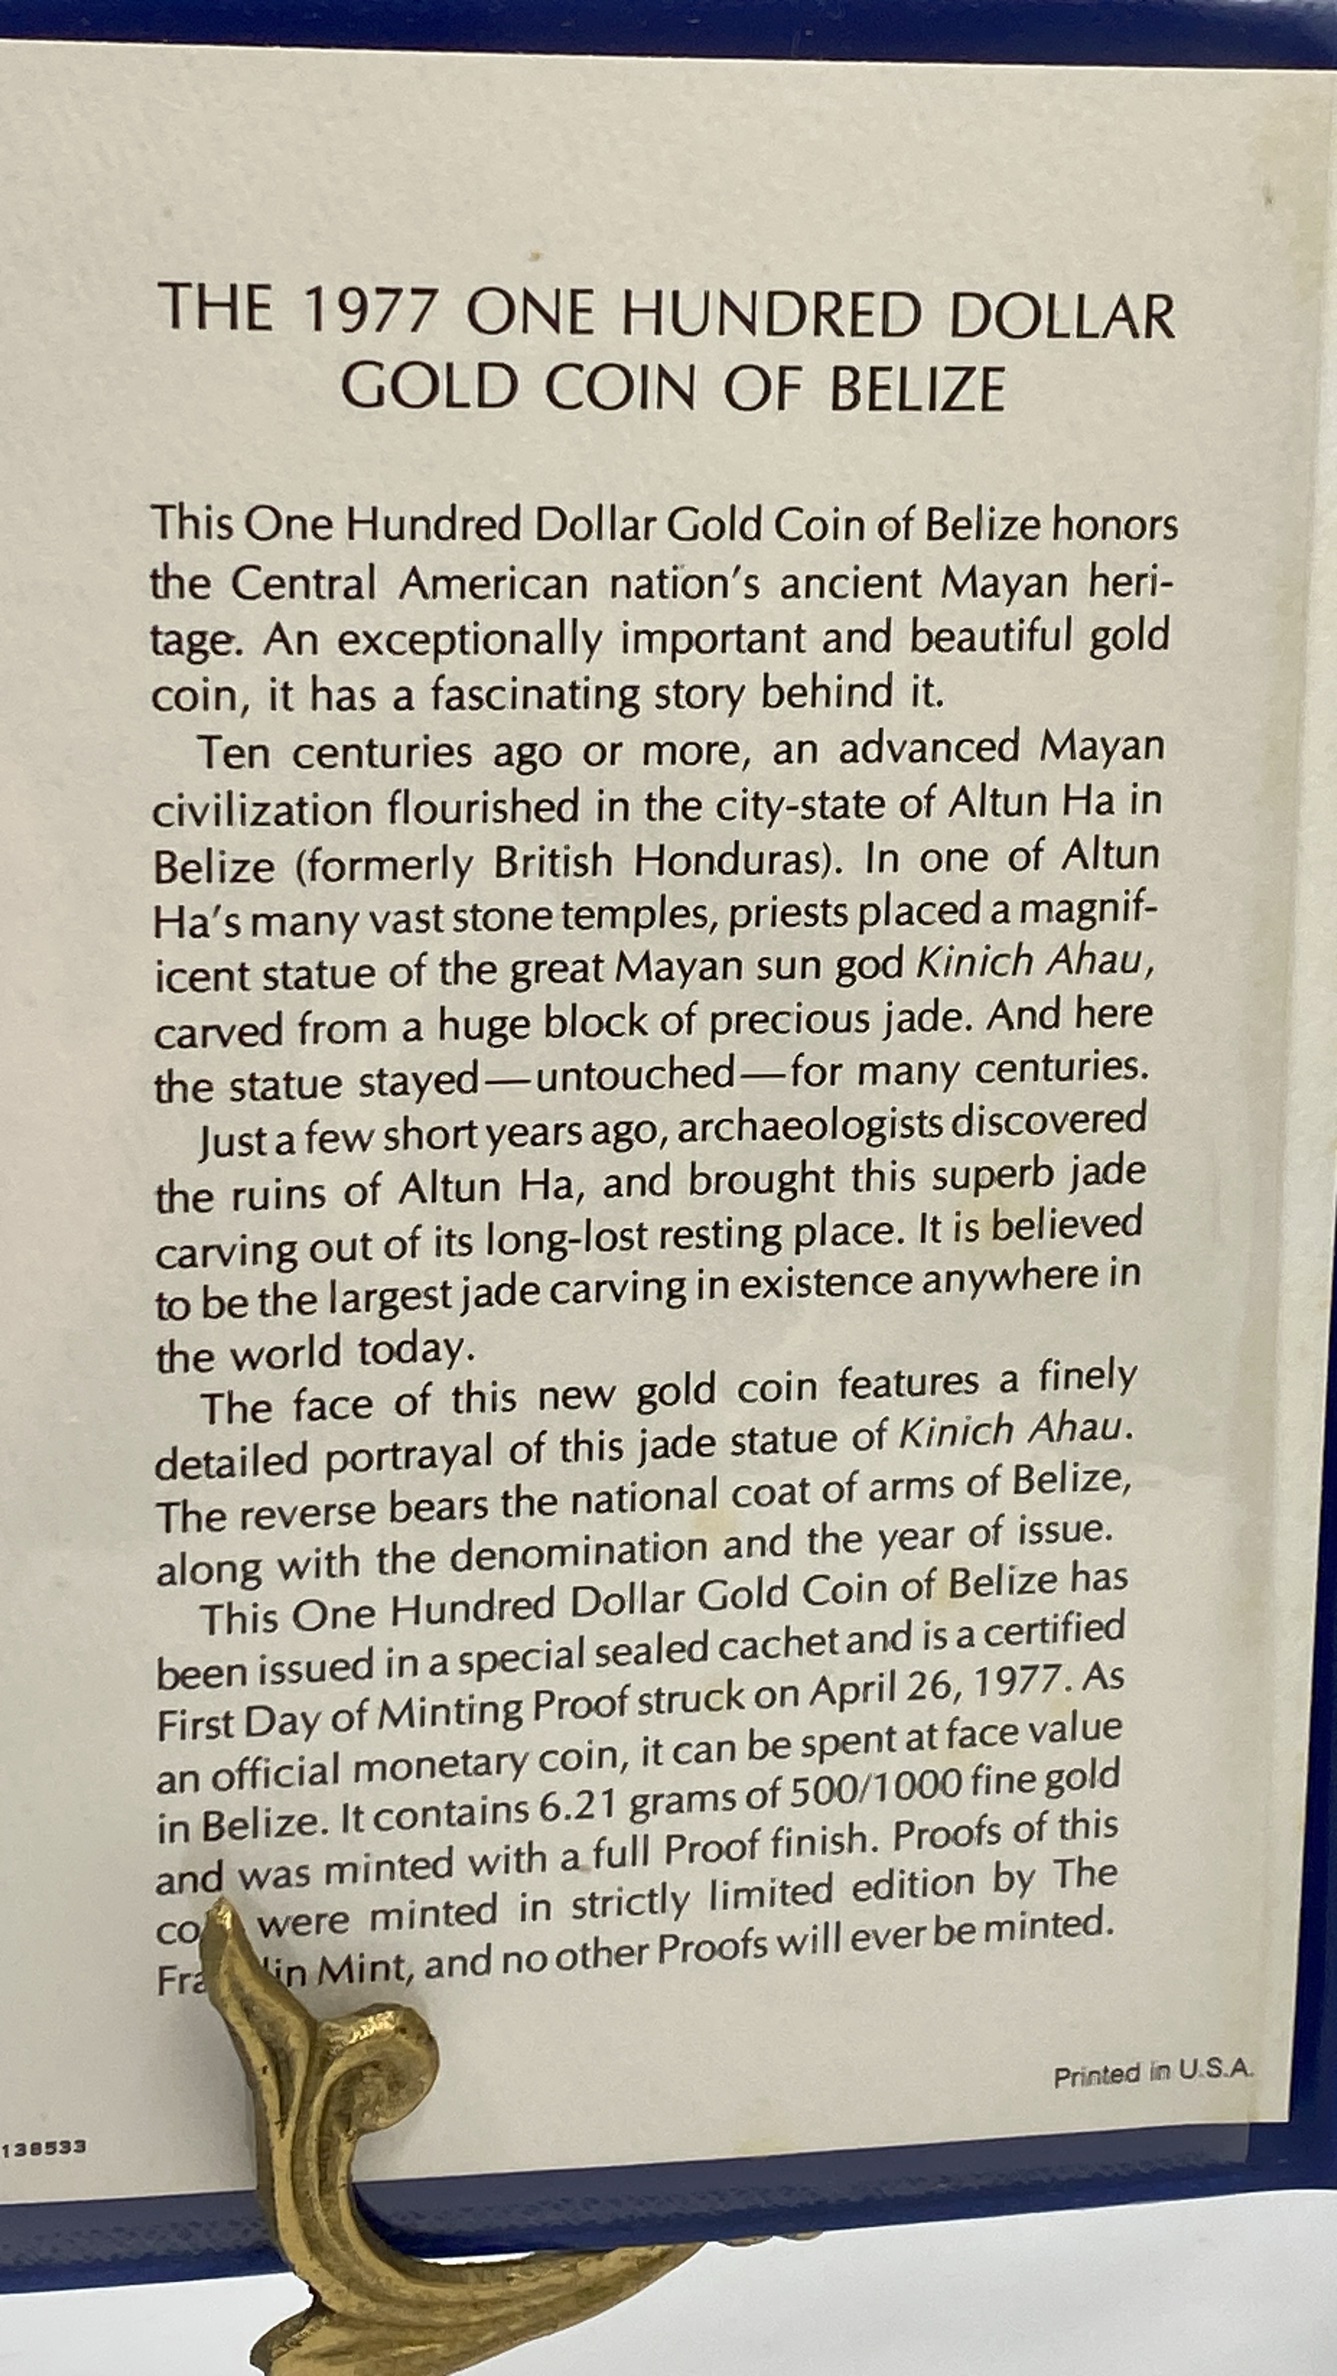 THE 1977 ONE HUNDRED DOLLAR
GOLD COIN OF BELIZE
This One Hundred Dollar Gold Coin of Belize honors
the Central American nation's ancient Mayan heri-
tage. An exceptionally important and beautiful gold
coin, it has a fascinating story behind it.
Ten centuries ago or more, an advanced Mayan
civilization flourished in the city-state of Altun Ha in
Belize (formerly British Honduras). In one of Altun
Ha's many vast stone temples, priests placed a magnif-
icent statue of the great Mayan sun god Kinich Ahau,
carved from a huge block of precious jade. And here
the statue stayed—untouched—for many centuries.
Just a few short years ago, archaeologists discovered
the ruins of Altun Ha, and brought this superb jade
carving out of its long-lost resting place. It is believed
to be the largest jade carving in existence anywhere in
the world today.
The face of this new gold coin features a finely
detailed portrayal of this jade statue of Kinich Ahau.
The reverse bears the national coat of arms of Belize,
along with the denomination and the year of issue.
This One Hundred Dollar Gold Coin of Belize has
been issued in a special sealed cachet and is a certified
First Day of Minting Proof struck on April 26, 1977. As
an official monetary coin, it can be spent at face value
in Belize. It contains 6.21 grams of 500/1000 fine gold
and was minted with a full Proof finish. Proofs of this
were minted in strictly limited edition by The
Mint, and no other Proofs will ever be minted.
Printed in U.S.A.
138533